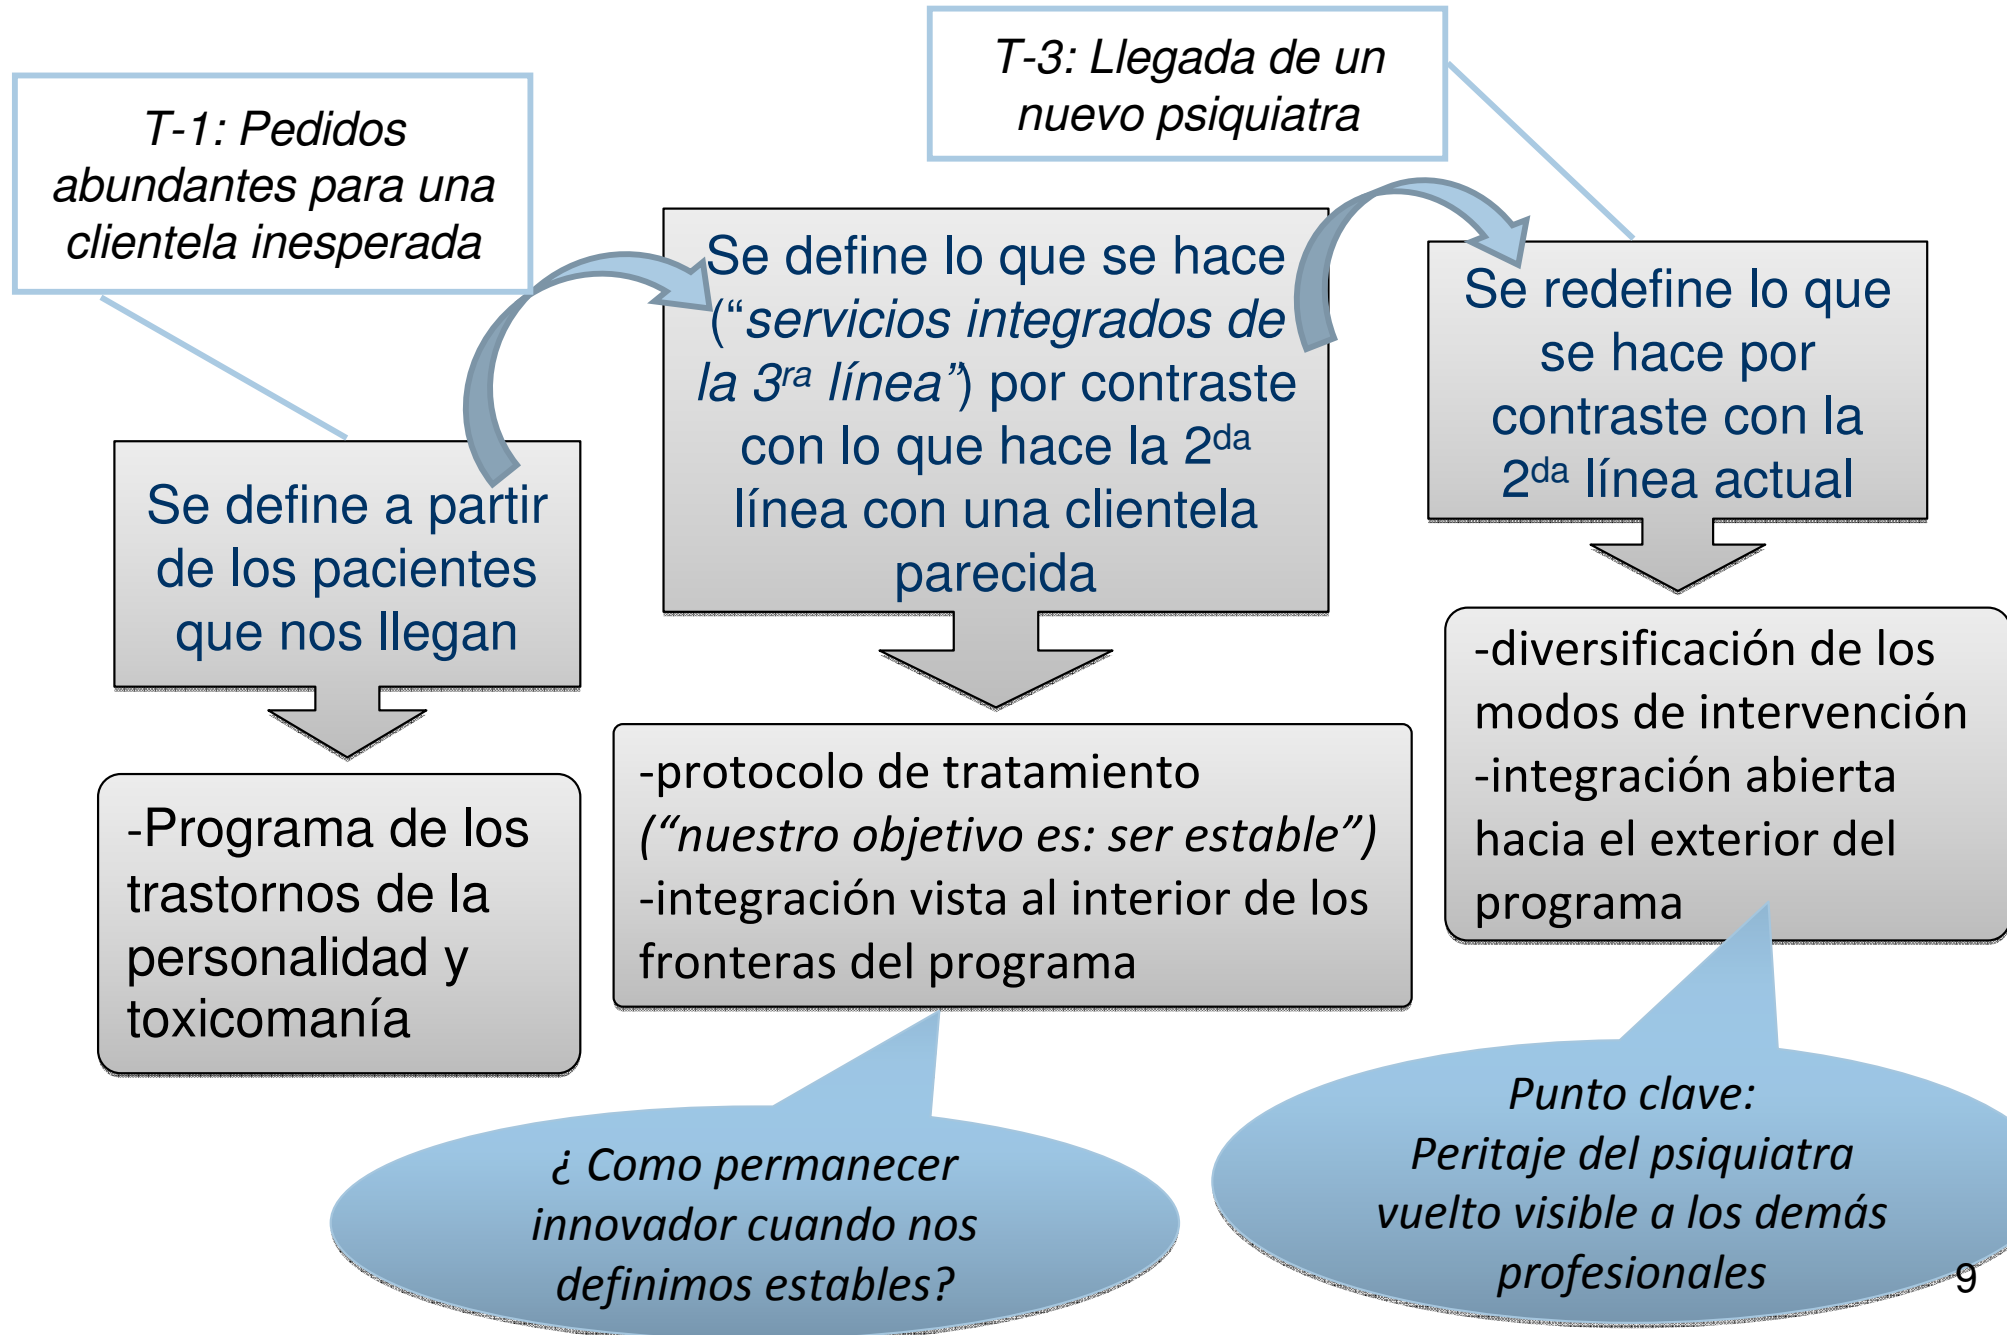 T-1: Pedidos
abundantes para una
clientela inesperada
T-3: Llegada de un
nuevo psiquiatra
Se define a partir
de los pacientes
que nos llegan
Se define lo que se hace
(“servicios integrados de
la 3ra línea”) por contraste
con lo que hace la 2da
línea con una clientela
parecida
Se redefine lo que
se hace por
contraste con la
2da línea actual
-Programa de los
trastornos de la
personalidad y
toxicomanía
-protocolo de tratamiento
(“nuestro objetivo es: ser estable”)
-integración vista al interior de los
fronteras del programa
-diversificación de los
modos de intervención
-integración abierta
hacia el exterior del
programa
¿ Como permanecer
innovador cuando nos
definimos estables?
Punto clave:
Peritaje del psiquiatra
vuelto visible a los demás
profesionales
9